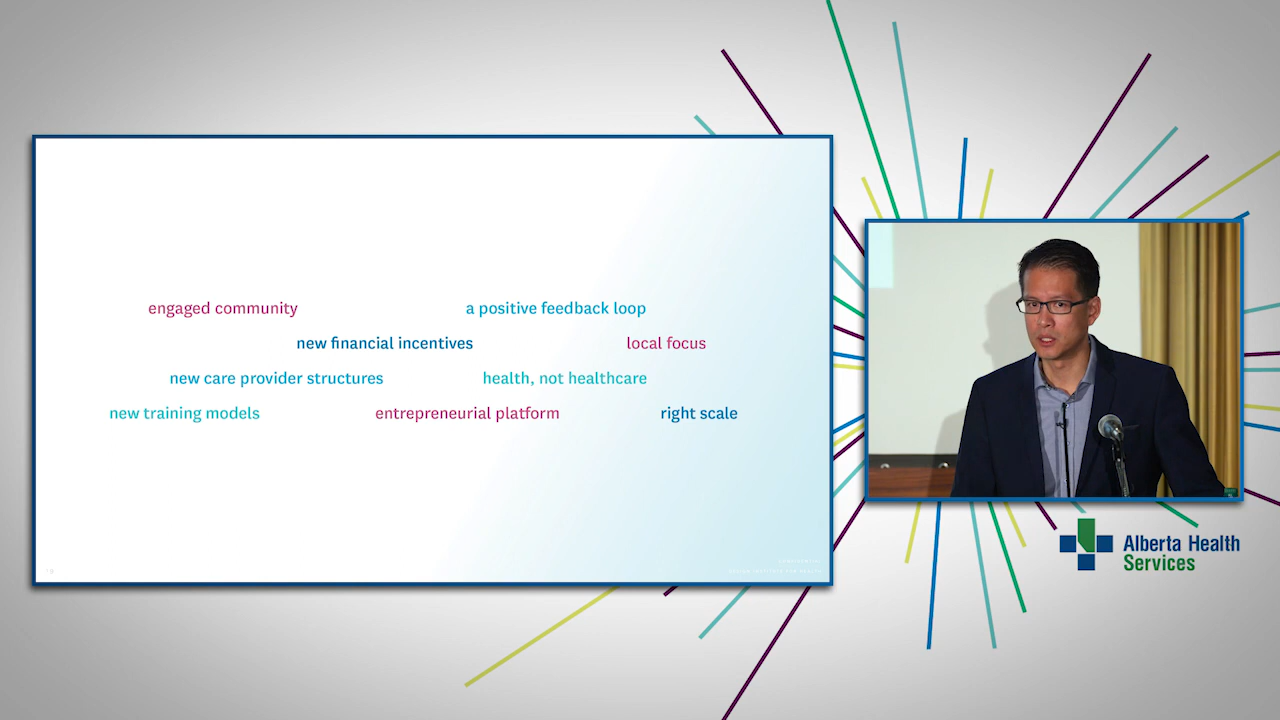 engaged community a positive feedback loop
new financial incentives local focus
new care provider structures health, not healthcare
new training models entrepreneurial platform right scale
Alberta Health
Services